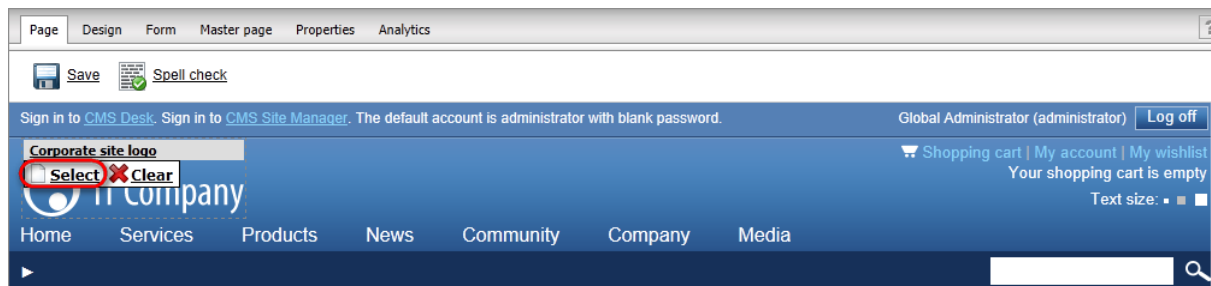 Page Design Form Master page Properties Analytics ?
Save Spell check
Sign in to CMS Desk. Sign in to CMS Site Manager. The default account is administrator with blank password. Global Administrator (administrator) Log off
Corporate site logo Shopping cart | My account | My wishlist
Select Clear Your shopping cart is empty
Company
Text size:
Home Services Products News Community Company Media